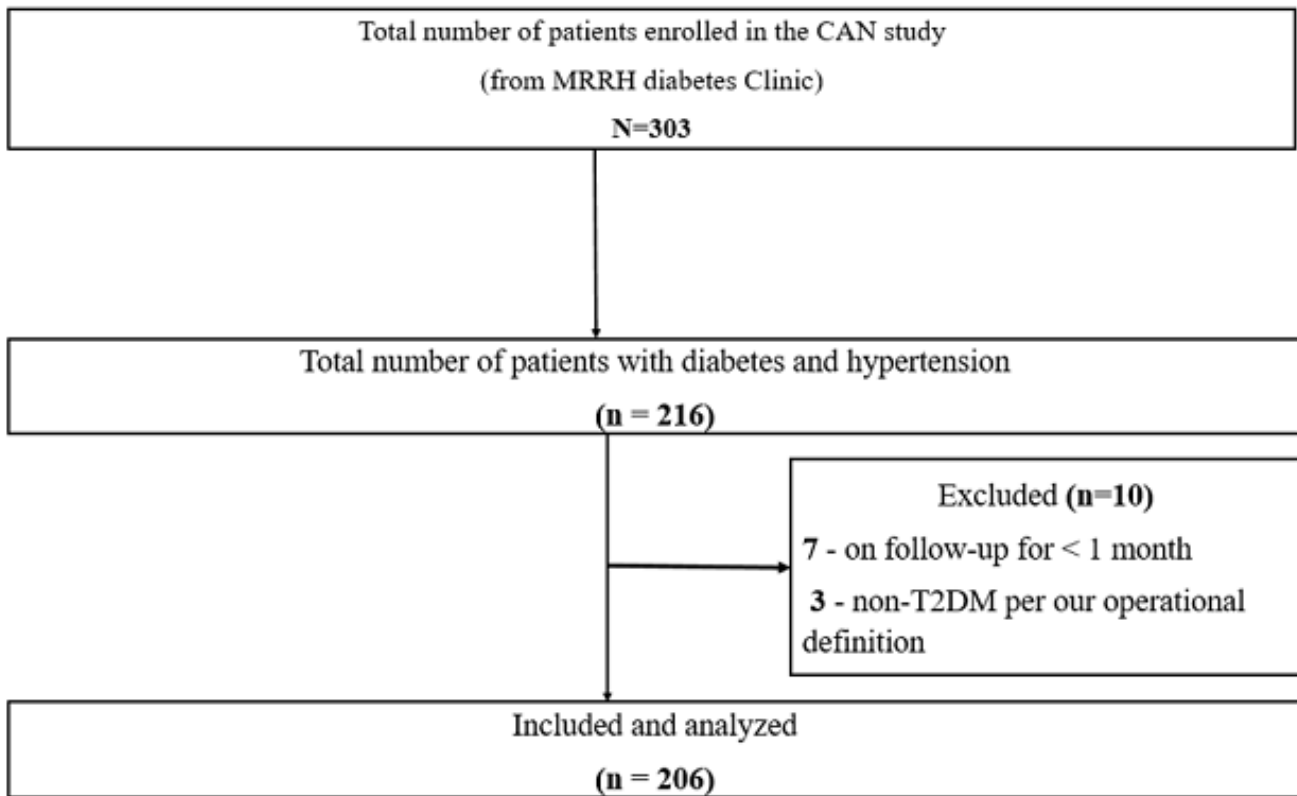 Total number of patients enrolled in the CAN study
(from MRRH diabetes Clinic)
N=303
Total number of patients with diabetes and hypertension
(n = 216)
Excluded (n=10)
7 - on follow-up for < 1 month
3 - non-T2DM per our operational
definition
Included and analyzed
(n = 206)